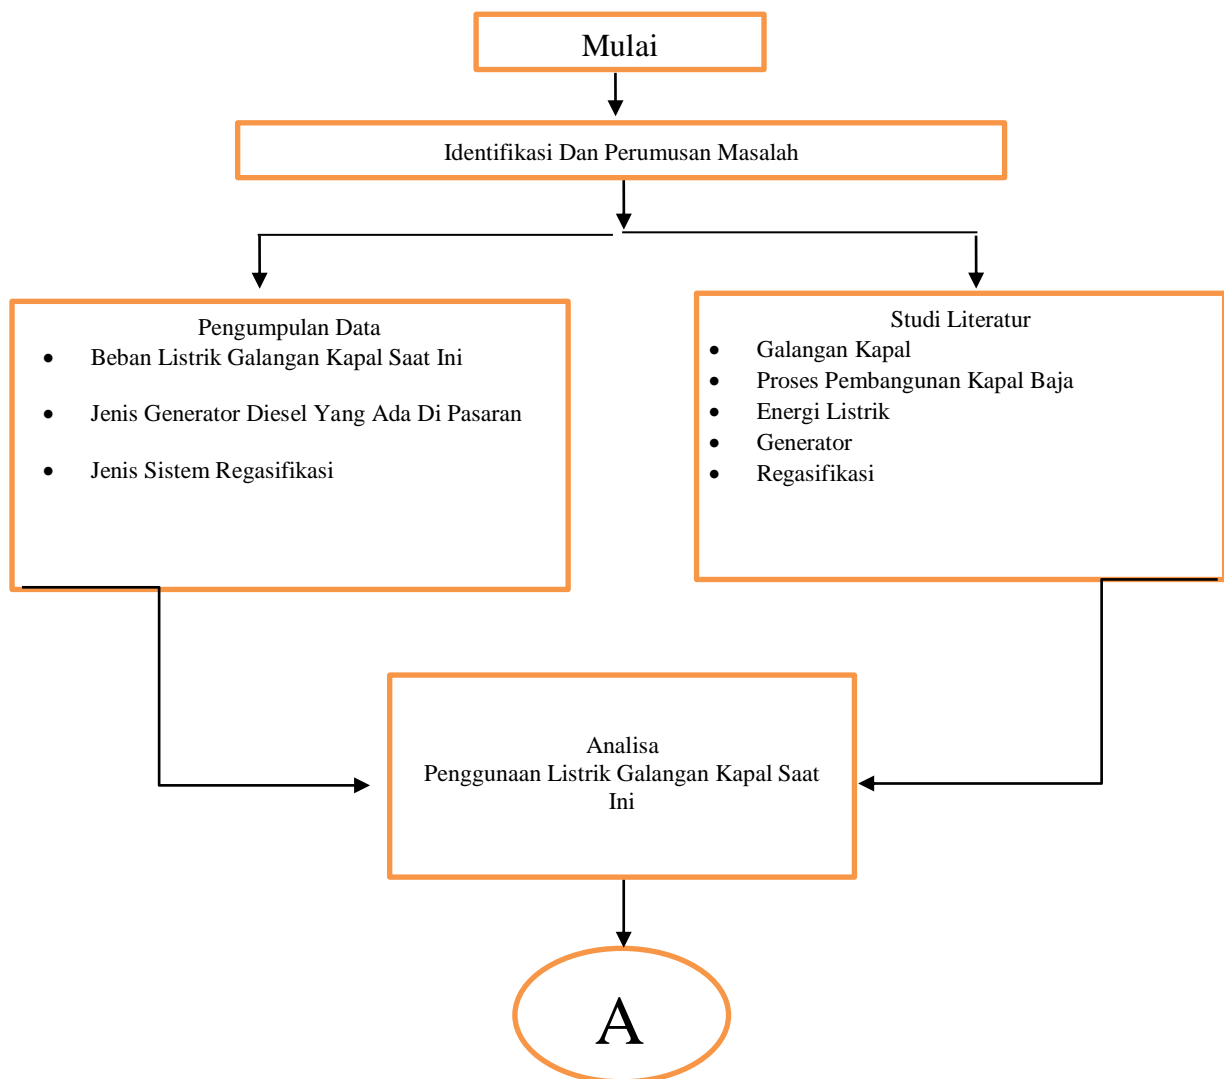 Mulai
Identifikasi Dan Perumusan Masalah
Pengumpulan Data
• Beban Listrik Galangan Kapal Saat Ini
• Jenis Generator Diesel Yang Ada Di Pasaran
• Jenis Sistem Regasifikasi
Studi Literatur
• Galangan Kapal
• Proses Pembangunan Kapal Baja
• Energi Listrik
• Generator
• Regasifikasi
Analisa
Penggunaan Listrik Galangan Kapal Saat
Ini
A